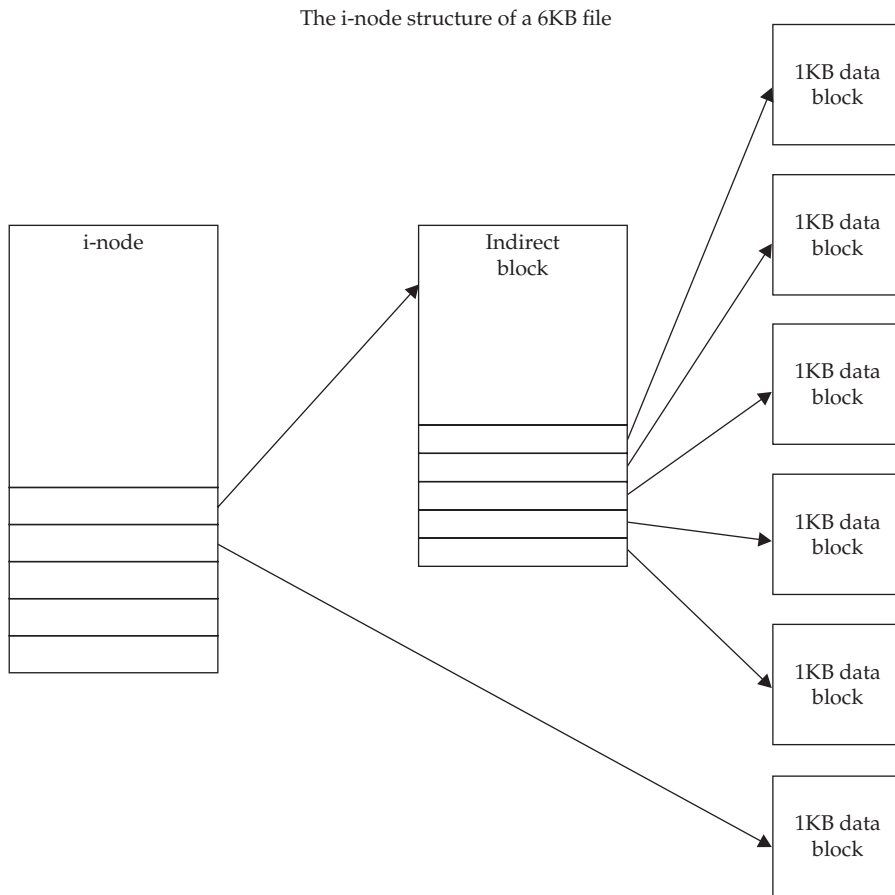 The i-node structure of a 6KB file
1KB data
block
1KB data
block
i-node
Indirect
block
1KB data
block
1KB data
block
1KB data
block
1KB data
block